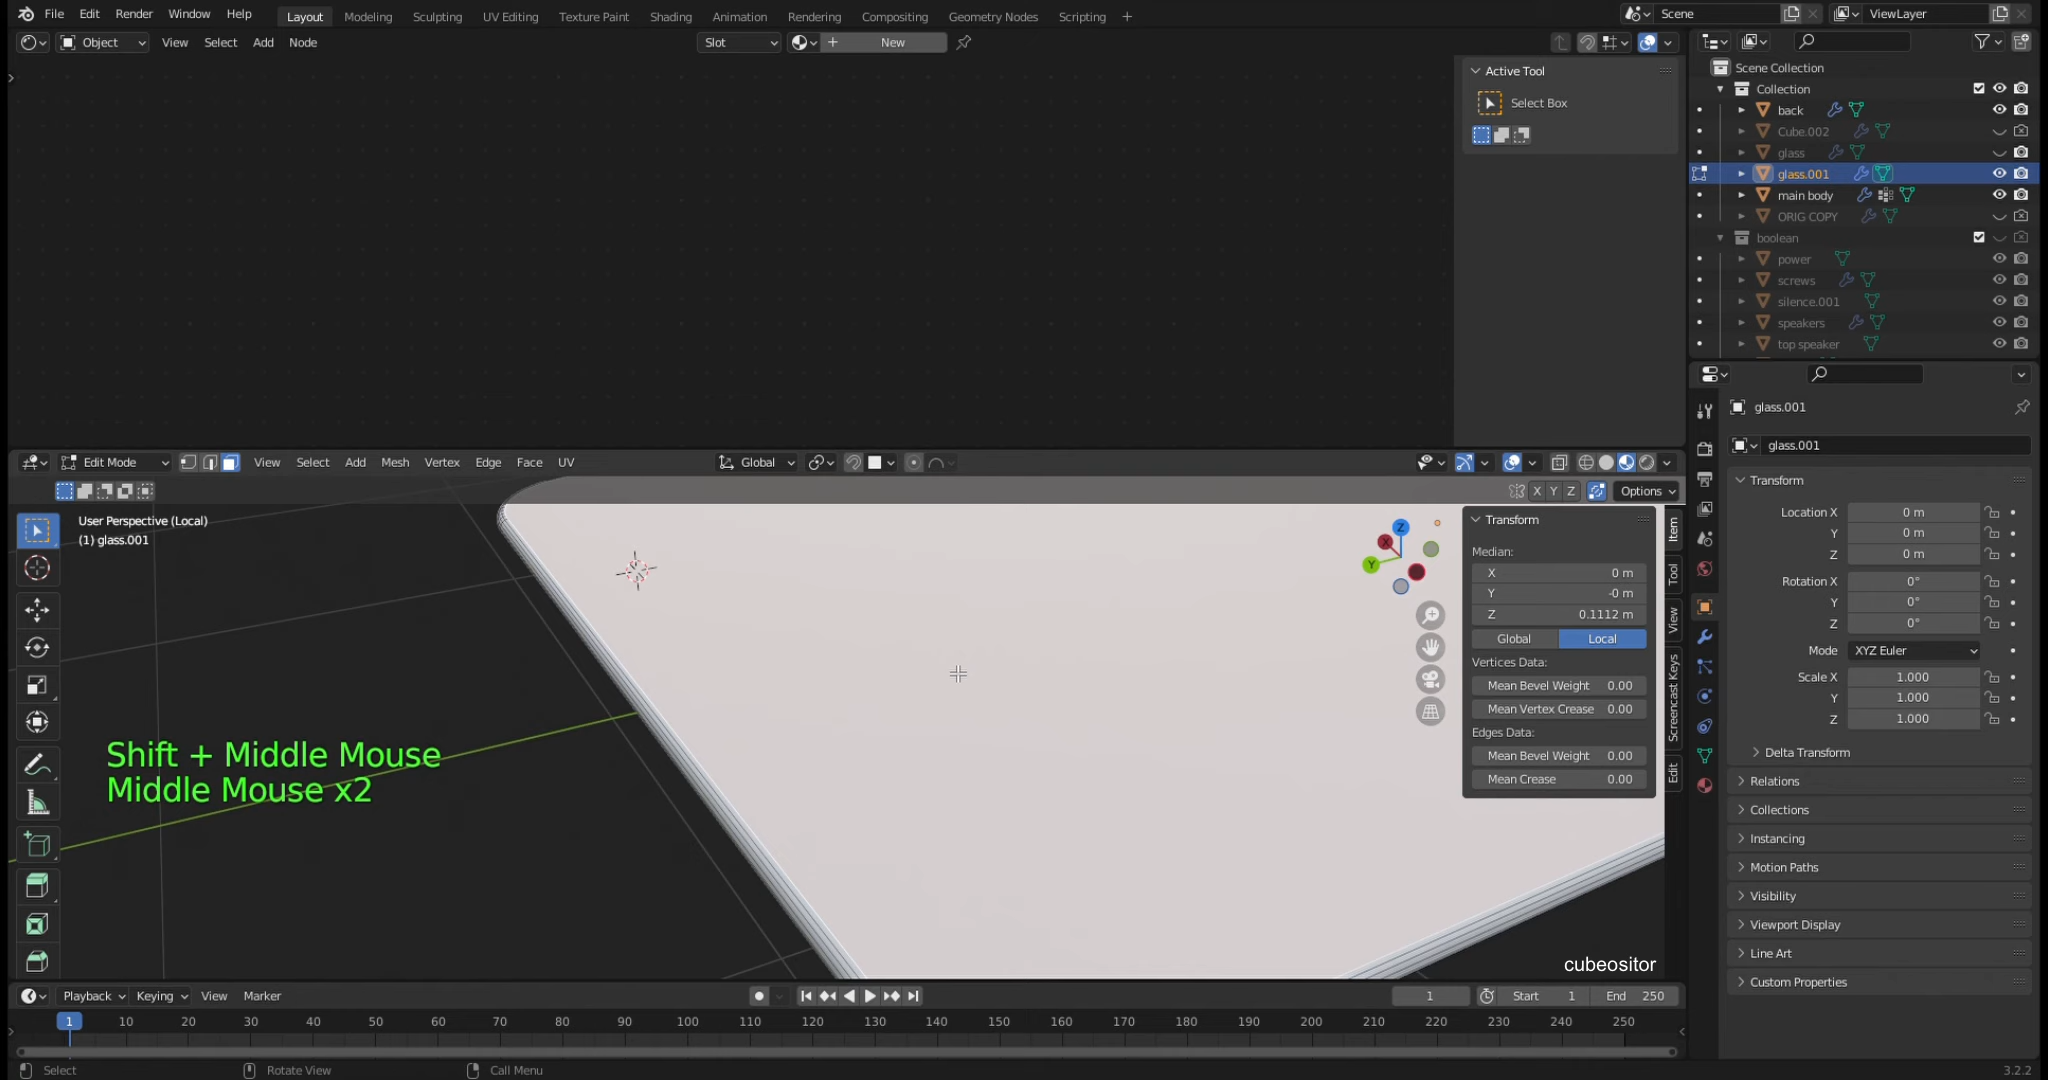 File Edit Render Window Help Layout Modeling Sculpting UV Editing Texture Paint Shading Animation Rendering Compositing Geometry Nodes Scripting + Scene ViewLayer
Object View Select Add Node Slot New
Active Tool
Select Box
Scene Collection
Collection
back
Cube.002
glass
glass.001
main body
ORIG COPY
boolean
power
screws
silence.001
speakers
top speaker
glass.001
glass.001
Transform
Location X 0 m
Y 0 m
Z 0 m
Rotation X 0°
Y 0°
Z 0°
Mode XYZ Euler
Scale X 1.000
Y 1.000
Z 1.000
Delta Transform
Relations
Collections
Instancing
Motion Paths
Visibility
Viewport Display
Line Art
Custom Properties
Edit Mode View Select Add Mesh Vertex Edge Face UV Global
X Y Z Options
User Perspective (Local)
(1) glass.001
Z
X
Y
Transform
Median:
X 0 m
Y -0 m
Z 0.1112 m
Global Local
Vertices Data:
Mean Bevel Weight 0.00
Mean Vertex Crease 0.00
Edges Data:
Mean Bevel Weight 0.00
Mean Crease 0.00
Item
Tool
View
Screencast Keys
Edit
Shift + Middle Mouse
Middle Mouse x2
cubeositor
Playback Keying View Marker 1 Start 1 End 250
1 10 20 30 40 50 60 70 80 90 100 110 120 130 140 150 160 170 180 190 200 210 220 230 240 250
Select Rotate View Call Menu 3.2.2